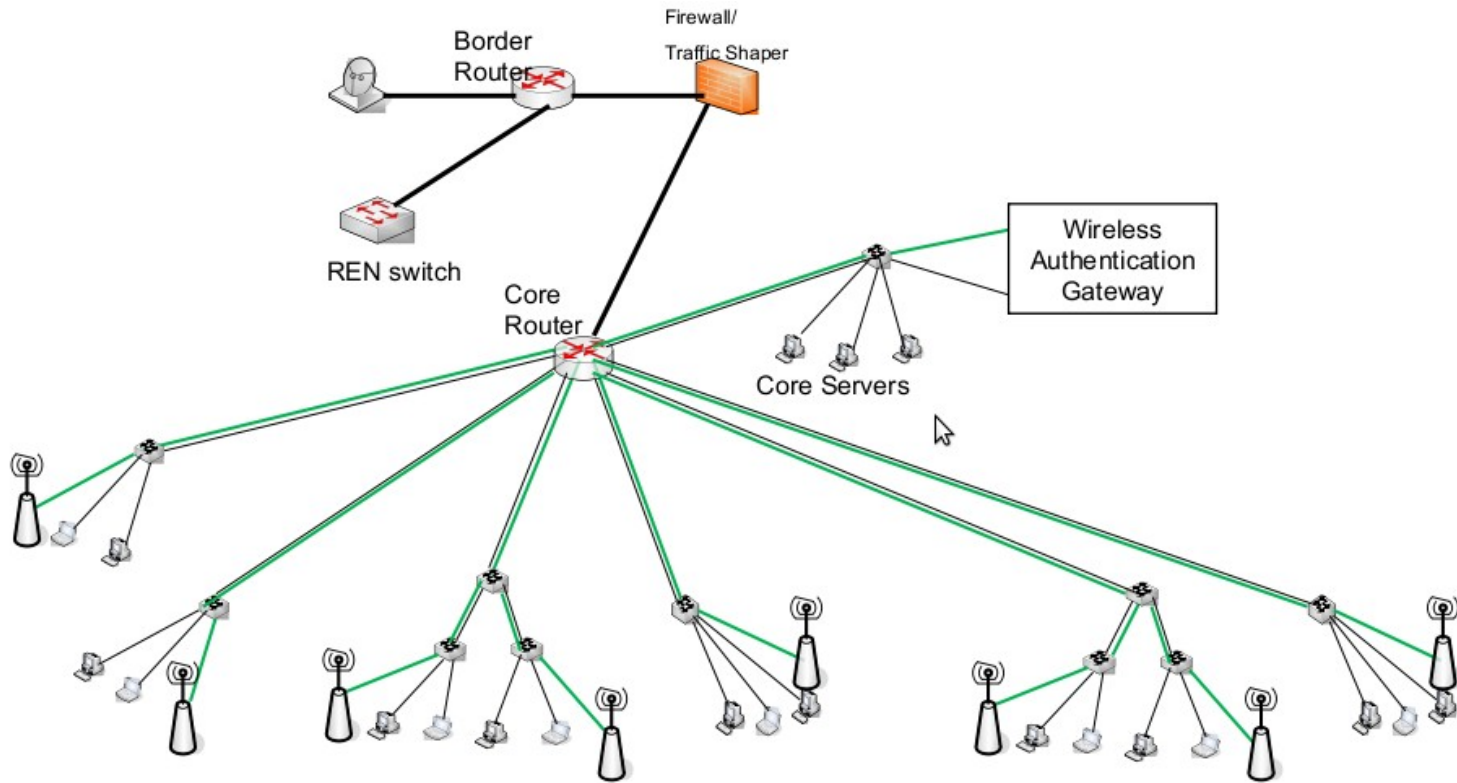 Firewall/
Traffic Shaper
Border
Router
REN switch
Wireless
Authentication
Gateway
Core
Router
Core Servers